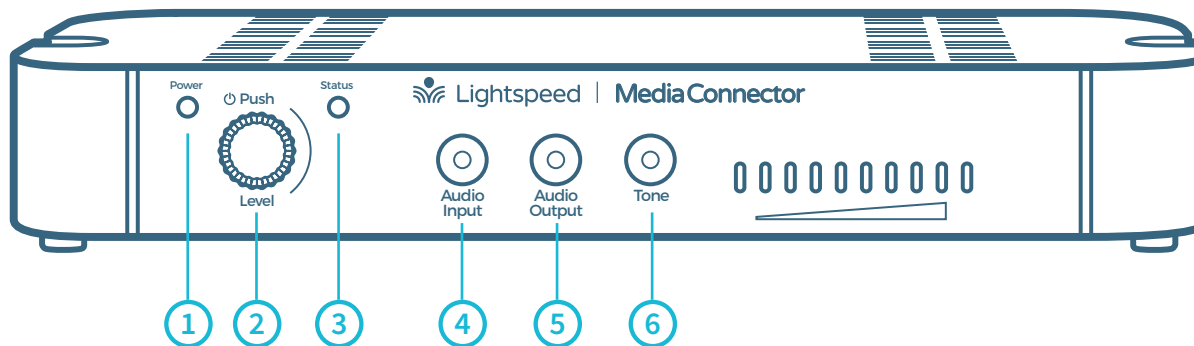 Power
Status
⏻ Push
Lightspeed | MediaConnector
Level
Audio
Input
Audio
Output
Tone
1
2
3
4
5
6